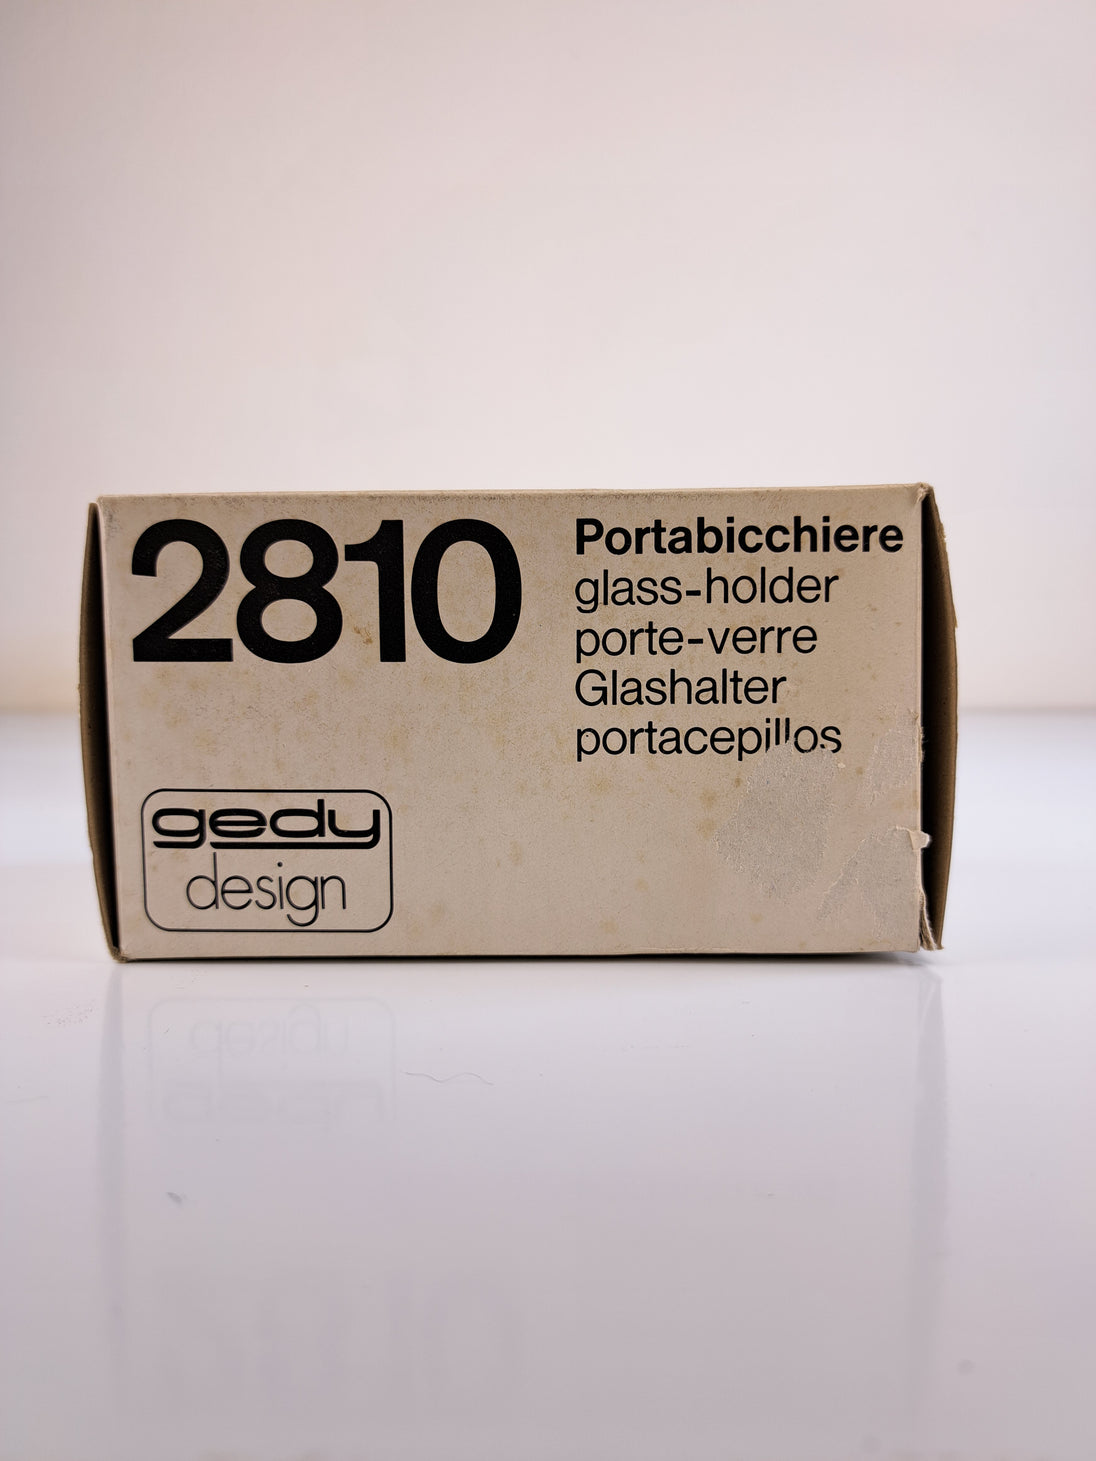 2810
Portabicchiere
glass-holder
porte-verre
Glashalter
portacepillos
gedy
design